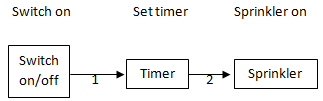 Switch on Set timer Sprinkler on
Switch
on/off
Timer
Sprinkler
1
2